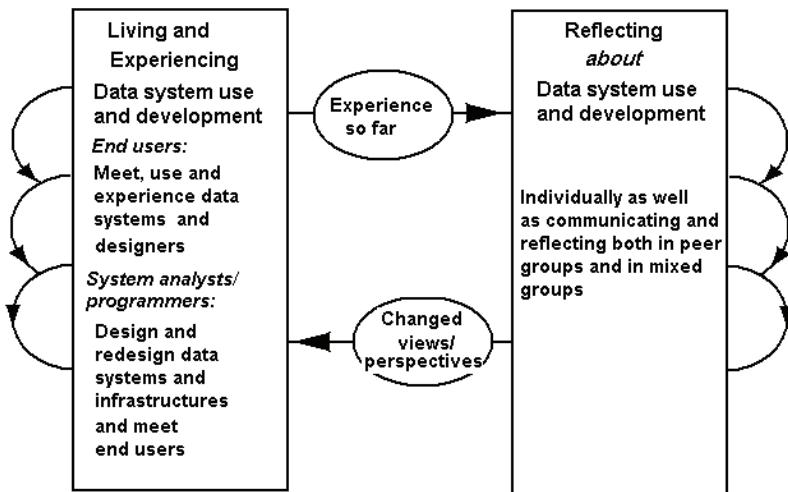 Living and
Experiencing
Data system use
and development
End users:
Meet, use and
experience data
systems and
designers
System analysts/
programmers:
Design and
redesign data
systems and
infrastructures
and meet
end users
Experience
so far
Changed
views/
perspectives
Reflecting
about
Data system use
and development
Individually as well
as communicating and
reflecting both in peer
groups and in mixed
groups